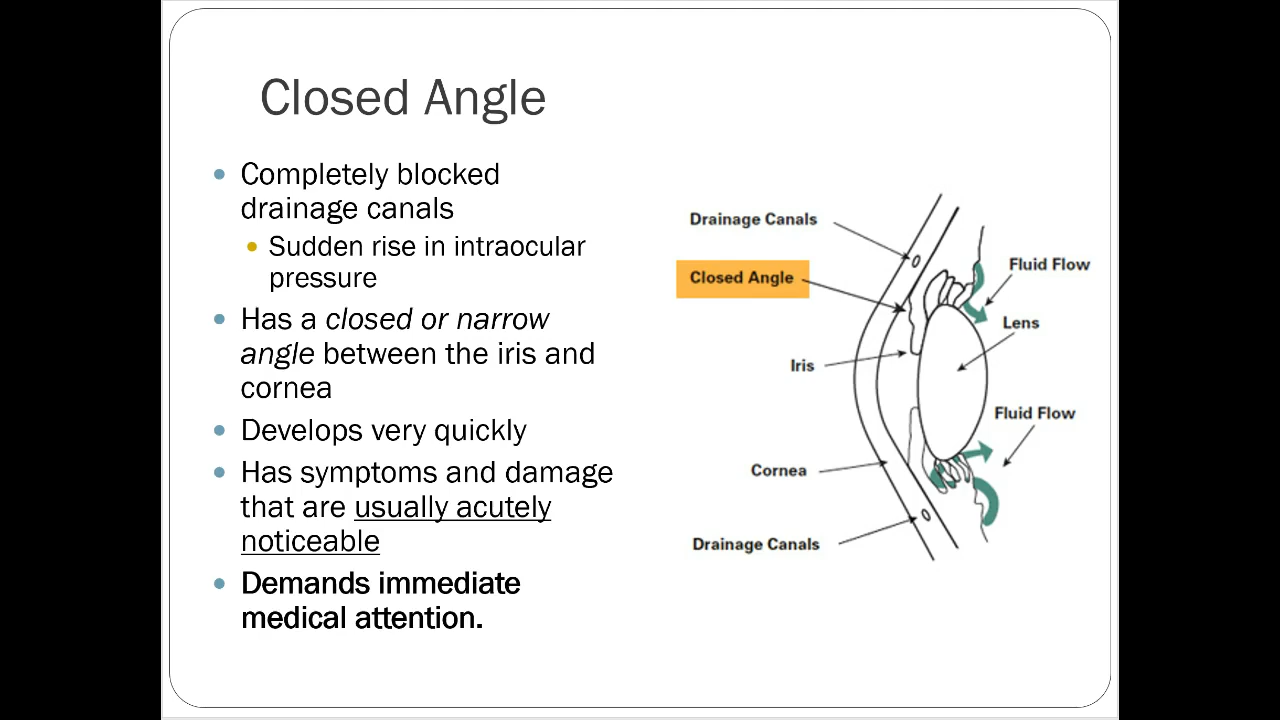 Closed Angle
Completely blocked
drainage canals
Sudden rise in intraocular
pressure
Has a closed or narrow
angle between the iris and
cornea
Develops very quickly
Has symptoms and damage
that are usually acutely
noticeable
Demands immediate
medical attention.
Drainage Canals
Closed Angle
Fluid Flow
Lens
Iris
Fluid Flow
Cornea
Drainage Canals